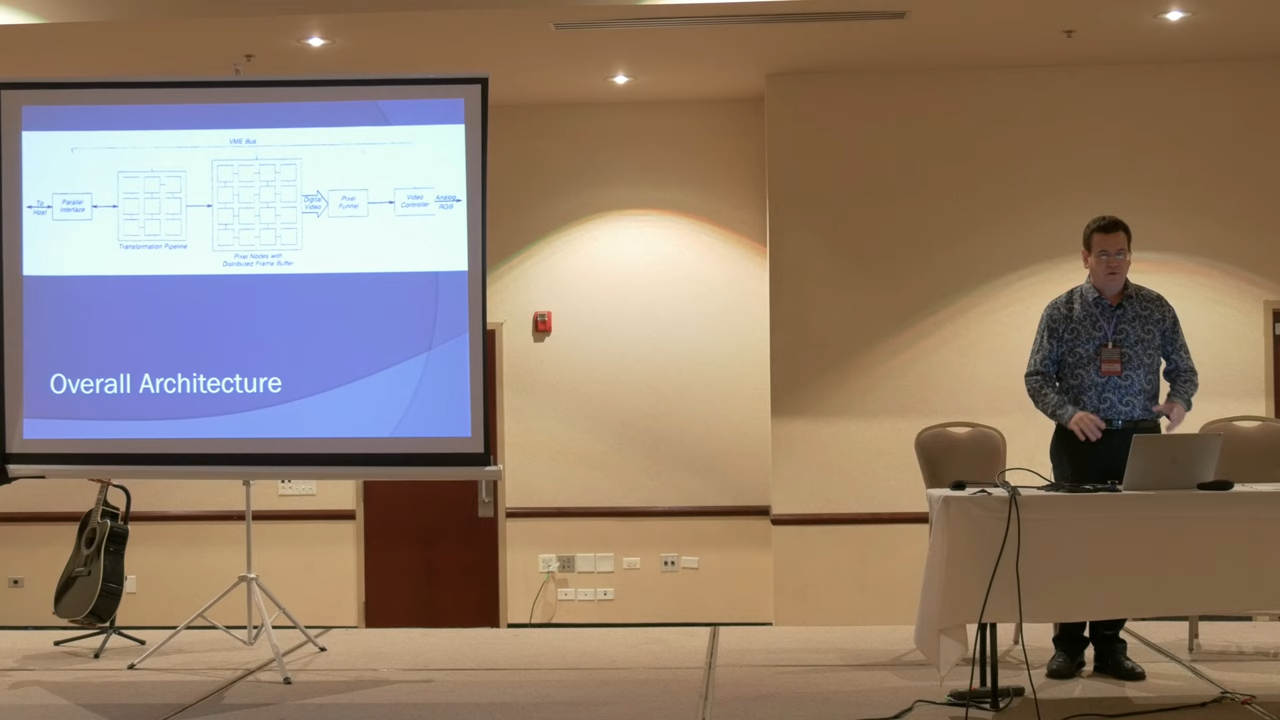 VME Bus
To
Host
Parallel
Interface
Transformation Pipeline
Pixel Nodes with
Distributed Frame Buffer
Digital
Video
Pixel
Funnel
Video
Controller
Analog
RGB
Overall Architecture